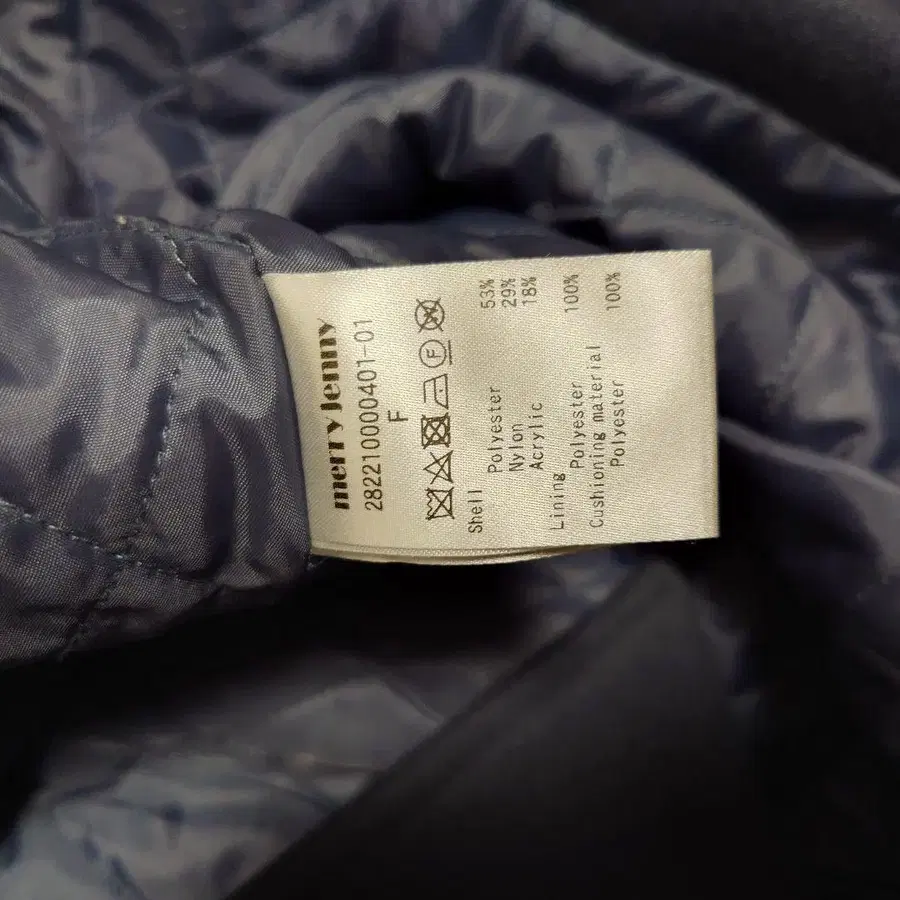 merry jenny
282210000401-01
F
F
Shell
Polyester 53%
Nylon 29%
Acrylic 18%
Lining
Polyester 100%
Cushioning material
Polyester 100%